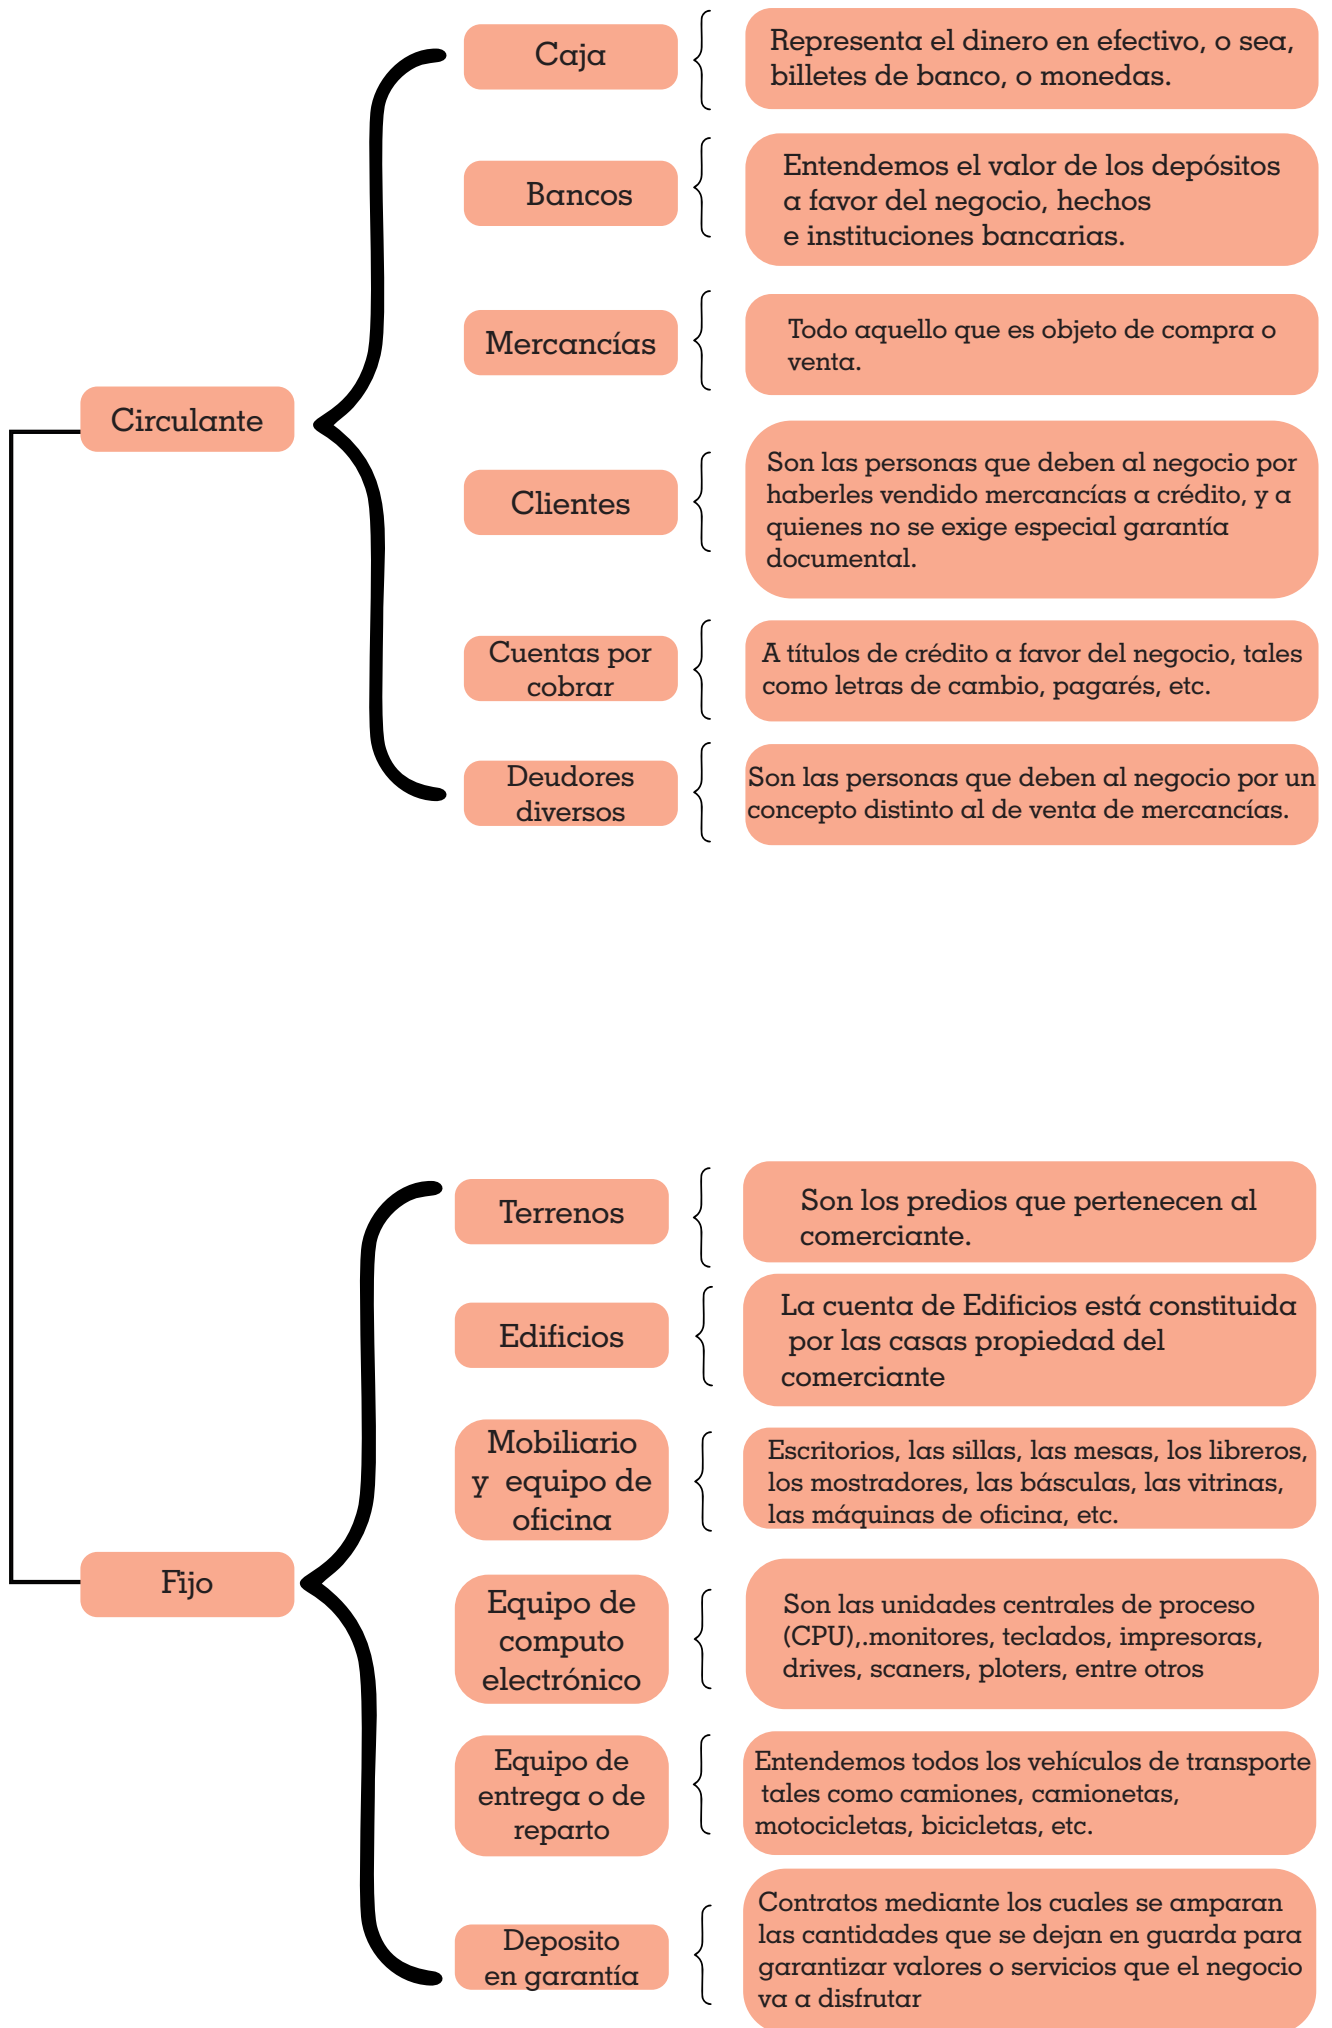 Caja
Representa el dinero en efectivo, o sea,
billetes de banco, o monedas.
Bancos
Entendemos el valor de los depósitos
a favor del negocio, hechos
e instituciones bancarias.
Mercancías
Todo aquello que es objeto de compra o
venta.
Circulante
Clientes
Son las personas que deben al negocio por
haberles vendido mercancías a crédito, y a
quienes no se exige especial garantía
documental.
Cuentas por
cobrar
A títulos de crédito a favor del negocio, tales
como letras de cambio, pagarés, etc.
Deudores
diversos
Son las personas que deben al negocio por un
concepto distinto al de venta de mercancías.
Terrenos
Son los predios que pertenecen al
comerciante.
Edificios
La cuenta de Edificios está constituida
por las casas propiedad del
comerciante
Mobiliario
y equipo de
oficina
Escritorios, las sillas, las mesas, los libreros,
los mostradores, las básculas, las vitrinas,
las máquinas de oficina, etc.
Fijo
Equipo de
computo
electrónico
Son las unidades centrales de proceso
(CPU),.monitores, teclados, impresoras,
drives, scaners, ploters, entre otros
Equipo de
entrega o de
reparto
Entendemos todos los vehículos de transporte
tales como camiones, camionetas,
motocicletas, bicicletas, etc.
Deposito
en garantía
Contratos mediante los cuales se amparan
las cantidades que se dejan en guarda para
garantizar valores o servicios que el negocio
va a disfrutar